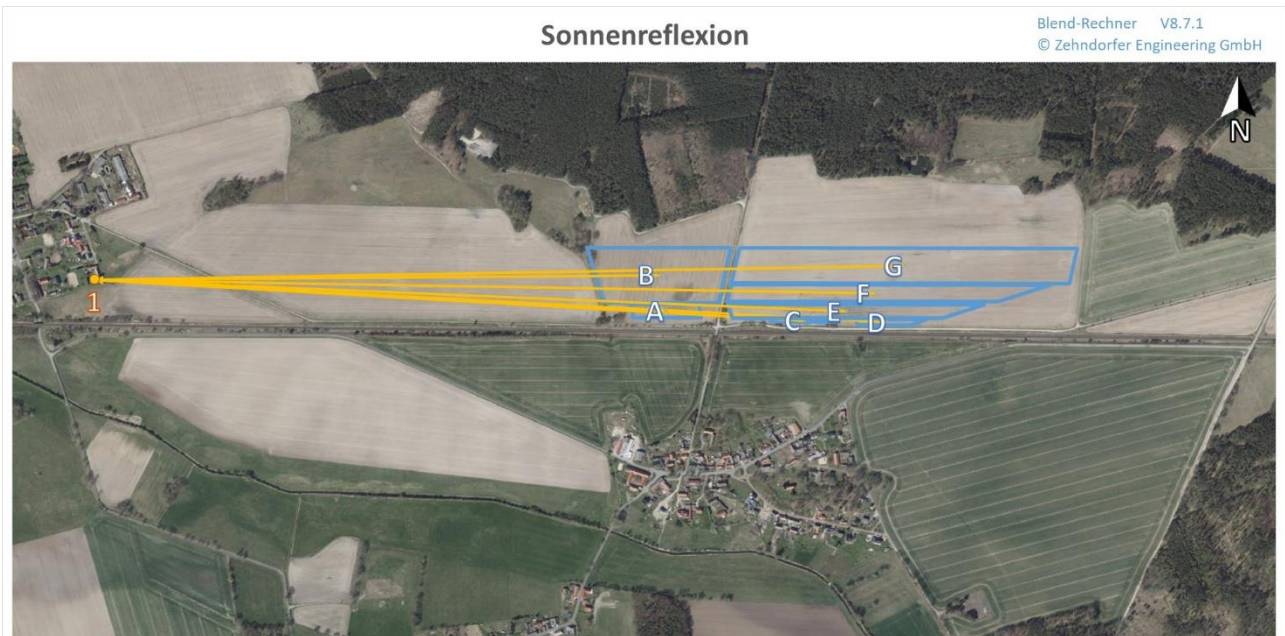 Sonnenreflexion
Blend-Rechner V8.7.1
© Zehndorfer Engineering GmbH
N
B
G
1
F
A
E
C
D